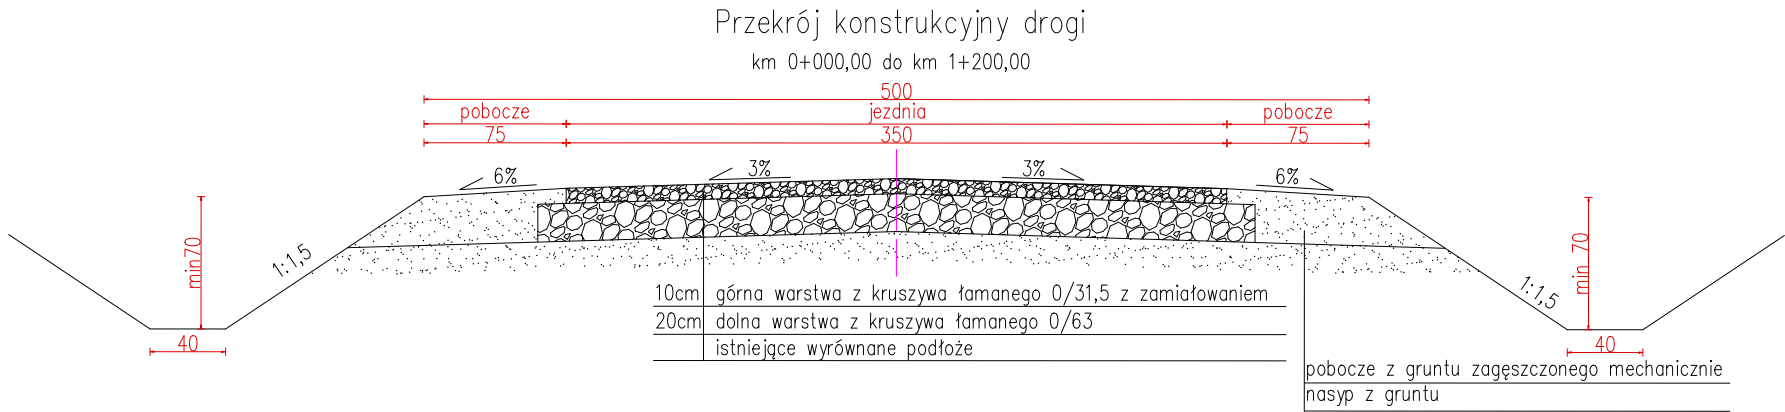 Przekrój konstrukcyjny drogi
km 0+000,00 do km 1+200,00
500
pobocze jezdnia pobocze
75 350 75
6% 3% 3% 6%
min70 1:1,5 1:1,5 min 70
10cm górna warstwa z kruszywa łamanego 0/31,5 z zamiałowaniem
20cm dolna warstwa z kruszywa łamanego 0/63
istniejące wyrównane podłoże
40 40
pobocze z gruntu zagęszczonego mechanicznie
nasyp z gruntu